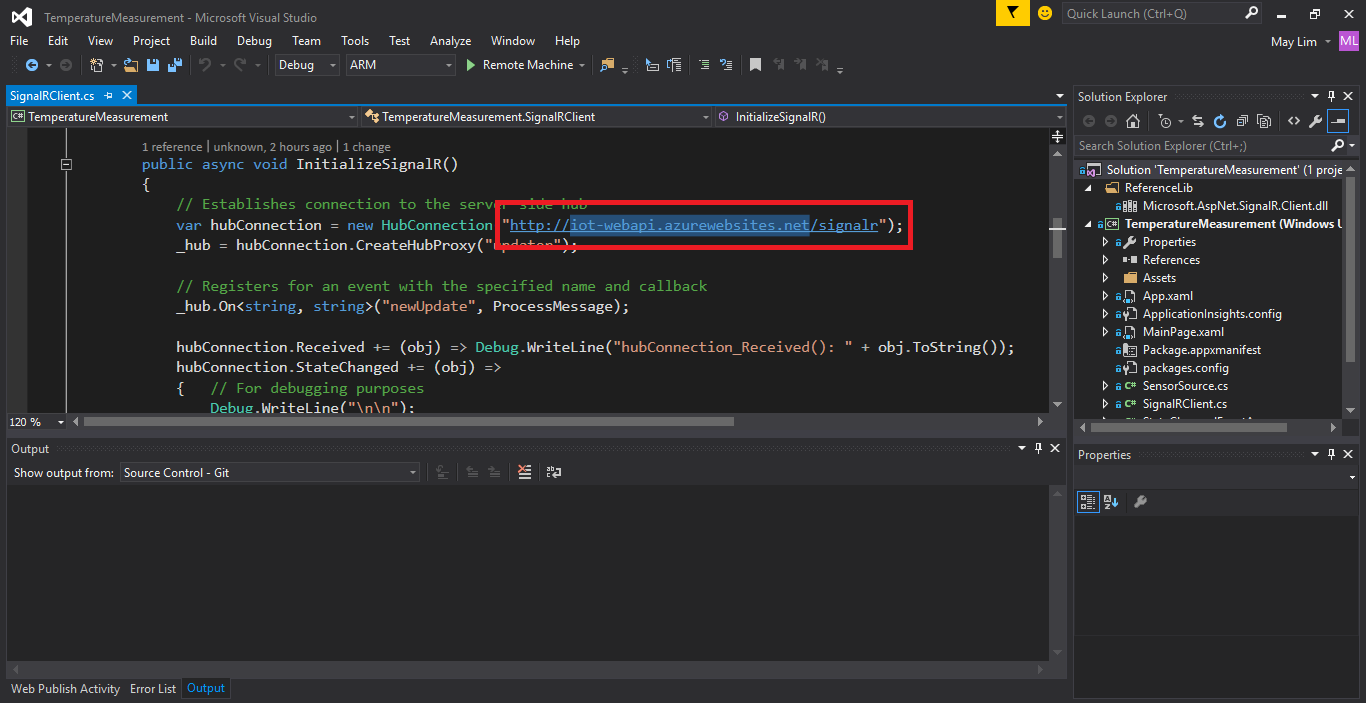 TemperatureMeasurement - Microsoft Visual Studio
Quick Launch (Ctrl+Q)
File Edit View Project Build Debug Team Tools Test Analyze Window Help
May Lim ML
Debug ARM Remote Machine
SignalRClient.cs
TemperatureMeasurement TemperatureMeasurement.SignalRClient InitializeSignalR()
1 reference | unknown, 2 hours ago | 1 change
public async void InitializeSignalR()
{
// Establishes connection to the server side hub
var hubConnection = new HubConnection "http://iot-webapi.azurewebsites.net/signalr");
_hub = hubConnection.CreateHubProxy("updater");
// Registers for an event with the specified name and callback
_hub.On<string, string>("newUpdate", ProcessMessage);
hubConnection.Received += (obj) => Debug.WriteLine("hubConnection_Received(): " + obj.ToString());
hubConnection.StateChanged += (obj) =>
{ // For debugging purposes
Debug.WriteLine("\n\n");
120 %
Output
Show output from: Source Control - Git
Web Publish Activity Error List Output
Solution Explorer
Search Solution Explorer (Ctrl+;)
Solution 'TemperatureMeasurement' (1 proje
ReferenceLib
Microsoft.AspNet.SignalR.Client.dll
C# TemperatureMeasurement (Windows U
Properties
References
Assets
App.xaml
ApplicationInsights.config
MainPage.xaml
Package.appxmanifest
packages.config
C# SensorSource.cs
C# SignalRClient.cs
Properties